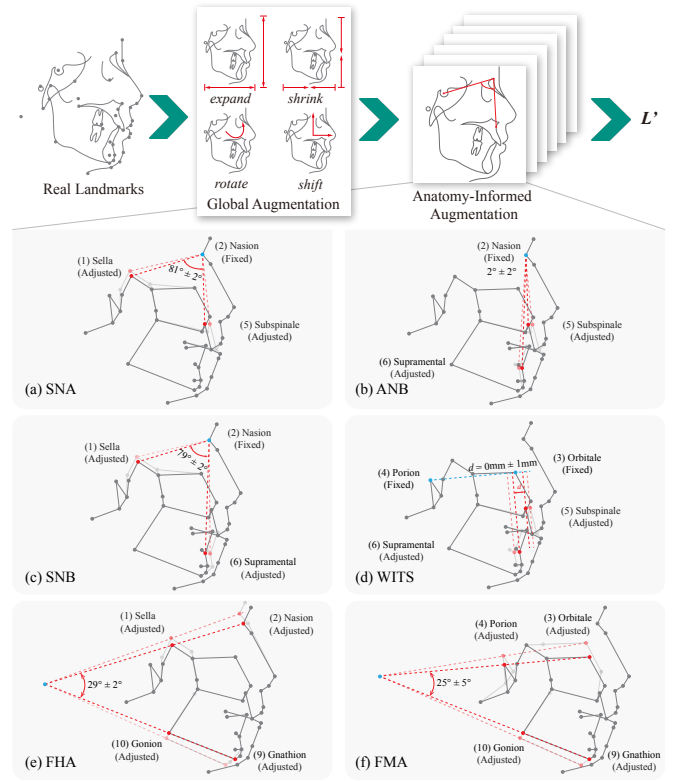 expand
shrink
rotate
shift
Real Landmarks
Global Augmentation
Anatomy-Informed
Augmentation
L'
(1) Sella
(Adjusted)
(2) Nasion
(Fixed)
81° ± 2°
(5) Subspinale
(Adjusted)
(a) SNA
(2) Nasion
(Fixed)
2° ± 2°
(5) Subspinale
(Adjusted)
(6) Supramental
(Adjusted)
(b) ANB
(1) Sella
(Adjusted)
(2) Nasion
(Fixed)
79° ± 2°
(6) Supramental
(Adjusted)
(c) SNB
(4) Porion
(Fixed)
d = 0mm ± 1mm
(3) Orbitale
(Fixed)
(5) Subspinale
(Adjusted)
(6) Supramental
(Adjusted)
(d) WITS
(1) Sella
(Adjusted)
(2) Nasion
(Adjusted)
29° ± 2°
(10) Gonion
(Adjusted)
(9) Gnathion
(Adjusted)
(e) FHA
(4) Porion
(Adjusted)
(3) Orbitale
(Adjusted)
25° ± 5°
(10) Gonion
(Adjusted)
(9) Gnathion
(Adjusted)
(f) FMA